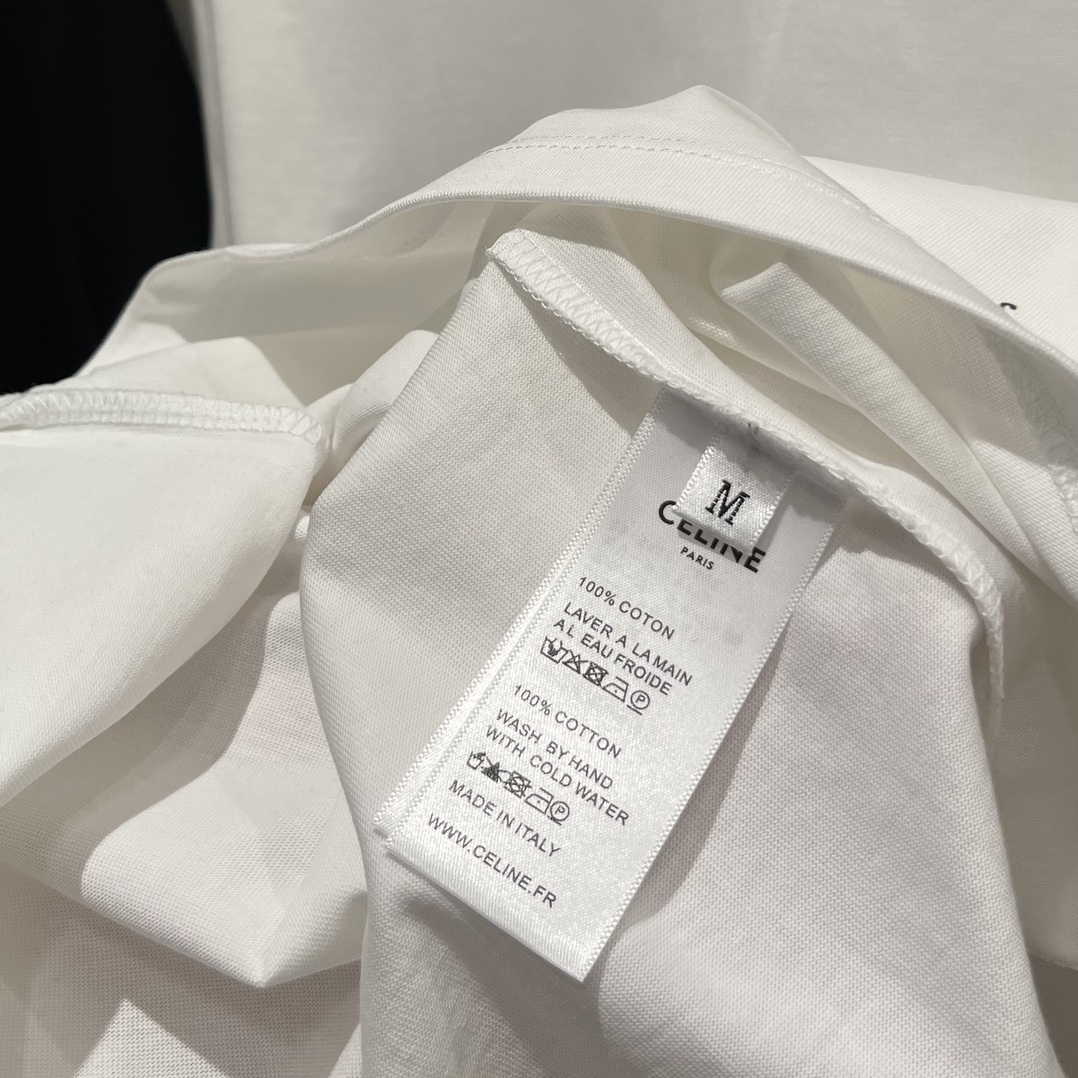 M
CELINE
PARIS
100% COTON
LAVER A LA MAIN
A L EAU FROIDE
P
100% COTTON
WASH BY HAND
WITH COLD WATER
P
MADE IN ITALY
WWW.CELINE.FR